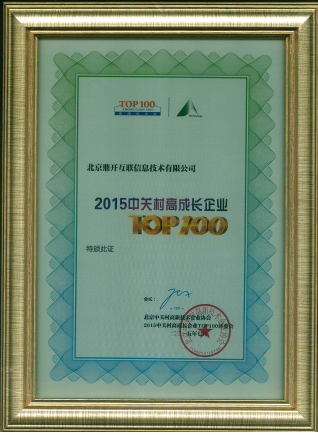 TOP 100
北京鼎开互联信息技术有限公司
2015中关村高成长企业
TOP100
特颁此证
北京中关村高新技术企业协会
2015中关村高成长企业TOP100组委会